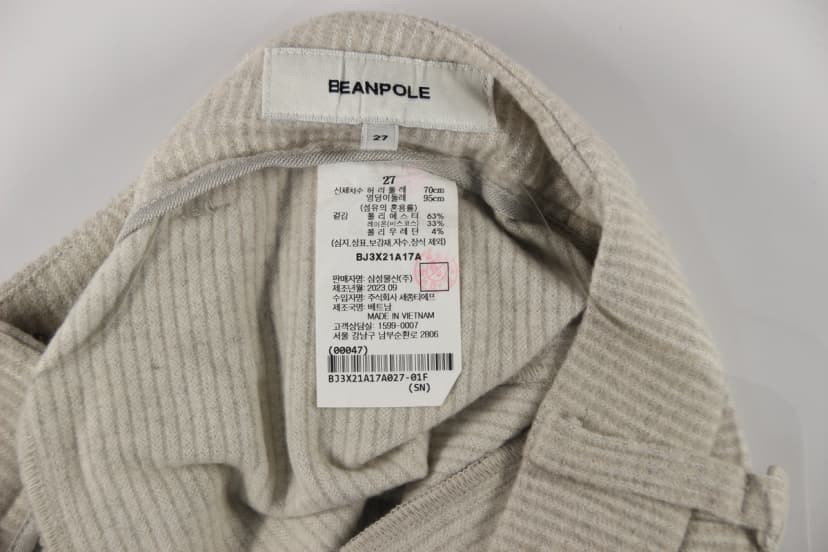 BEANPOLE
27
27
신체치수 허 리 둘 레 70cm
엉덩이둘레 95cm
(섬유의 혼용률)
겉감 폴 리 에 스 터 63%
레이온(비스코스) 33%
폴 리 우 레 탄 4%
(심지,상표,보강재,자수,장식 제외)
BJ3X21A17A
판매자명: 삼성물산(주)
제조년월: 2023.09
수입자명: 주식회사 세종티에프
제조국명: 베트남
MADE IN VIETNAM
고객상담실: 1599-0007
서울 강남구 남부순환로 2806
(00047)
BJ3X21A17A027-01F
(SN)